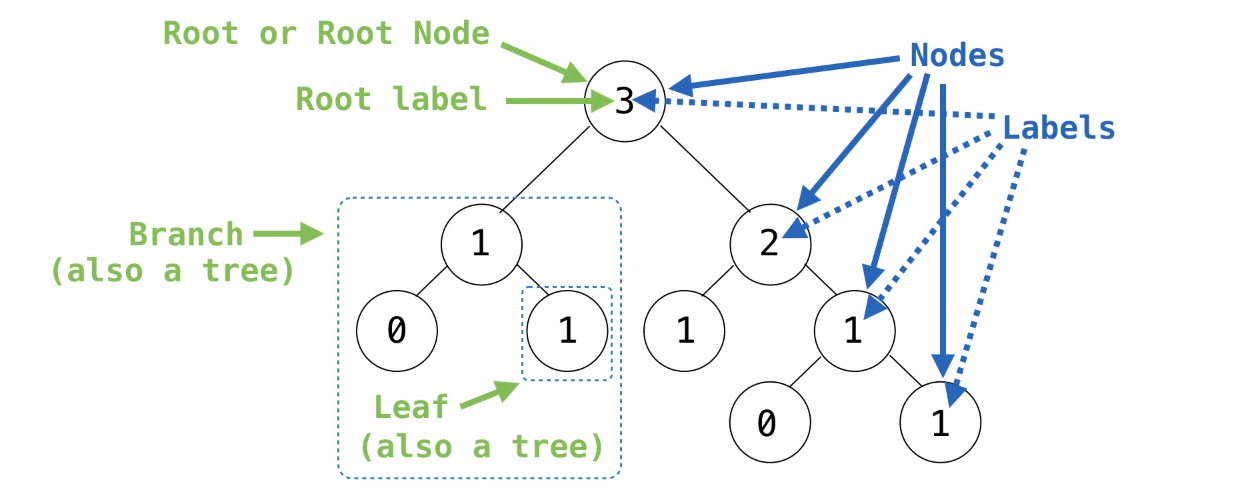 Root or Root Node
Nodes
Root label
3
Labels
Branch
(also a tree)
1
2
0
1
1
1
Leaf
(also a tree)
0
1